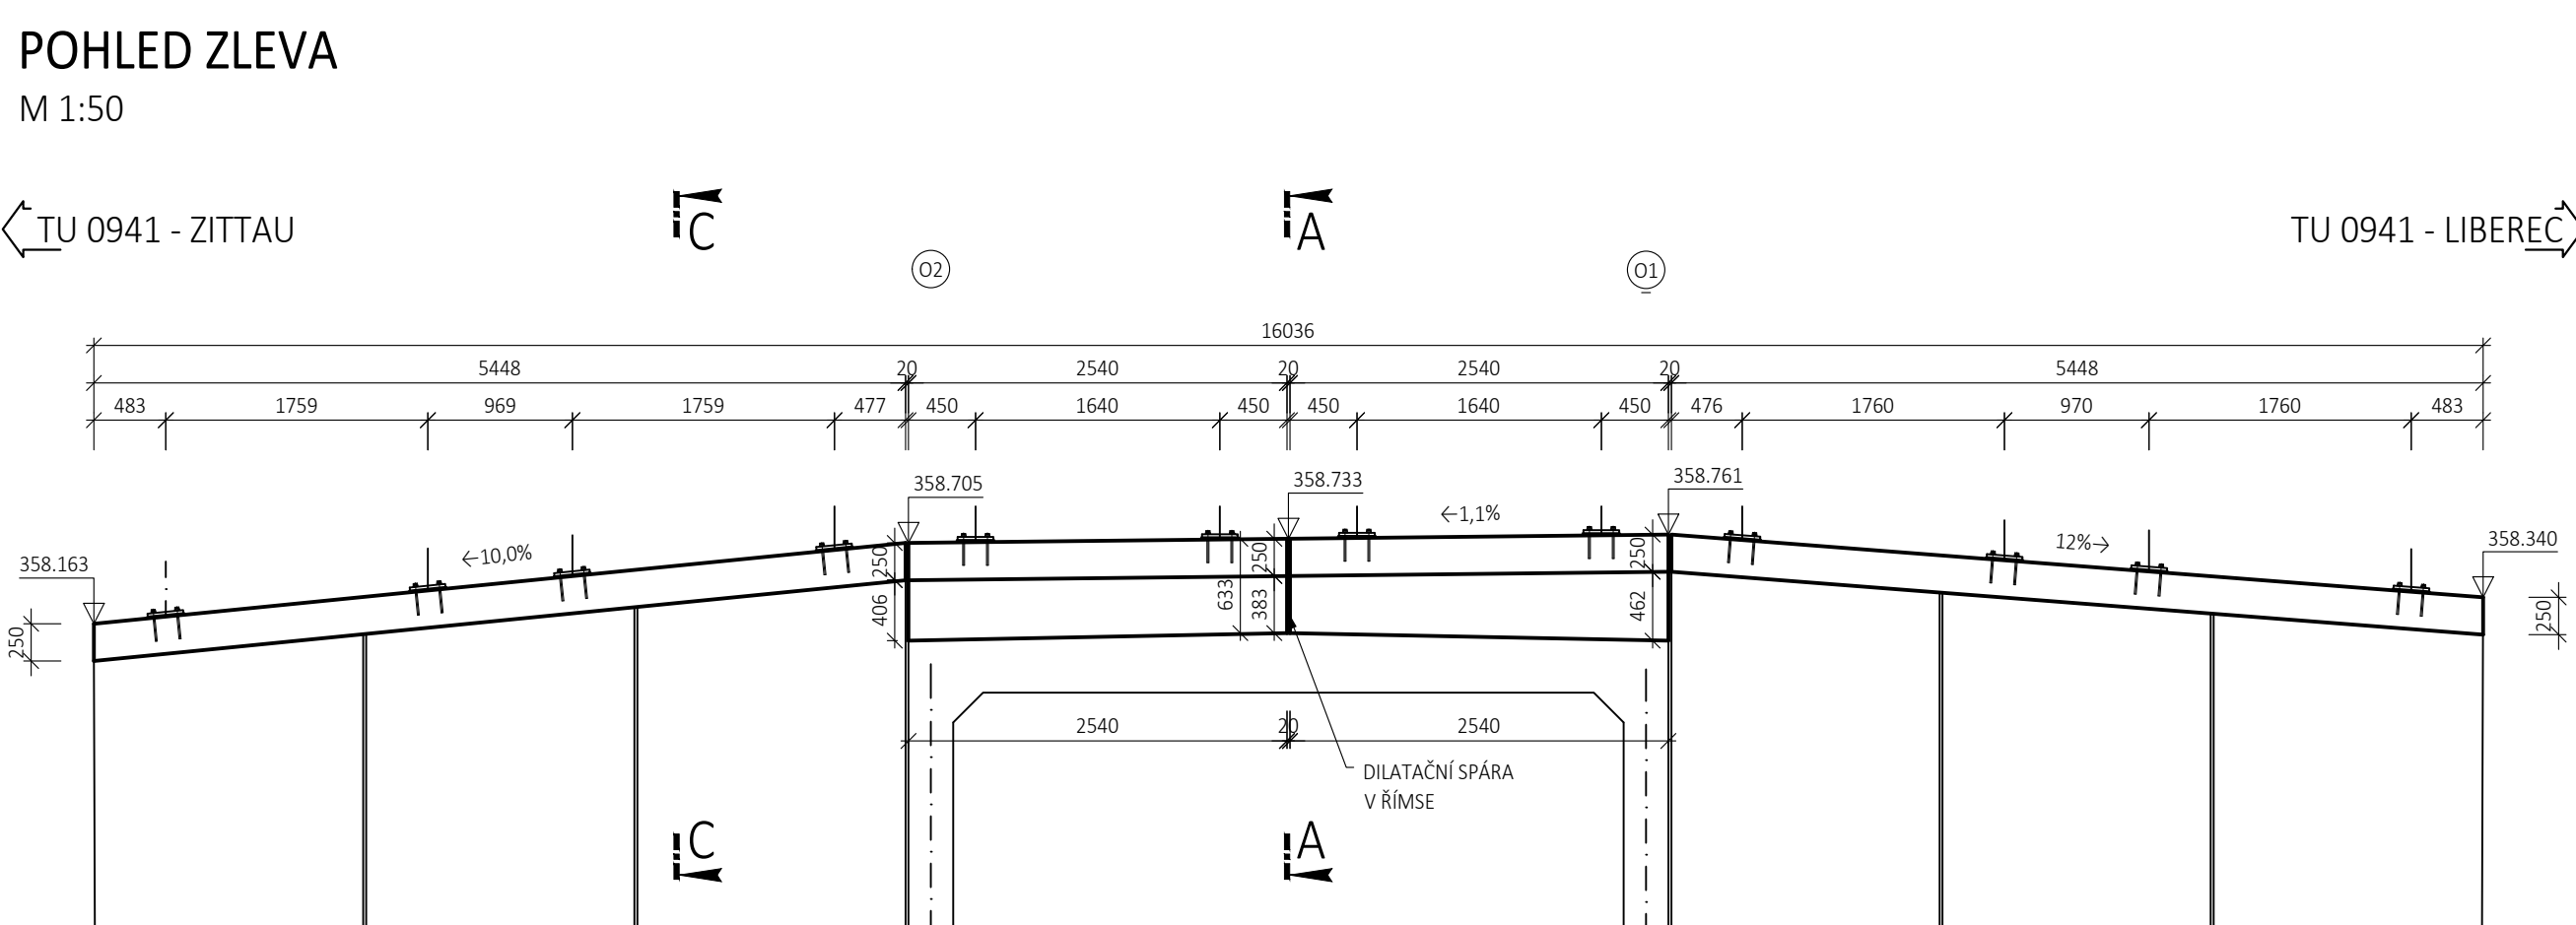 POHLED ZLEVA
M 1:50
TU 0941 - ZITTAU
C
A
TU 0941 - LIBEREC
O2
O1
16036
5448 20 2540 20 2540 20 5448
483 1759 969 1759 477 450 1640 450 450 1640 450 476 1760 970 1760 483
358.163
←10,0%
358.705
358.733
←1,1%
358.761
12%→
358.340
250
250
406
633
250
383
250
462
250
2540 20 2540
DILATAČNÍ SPÁRA
V ŘÍMSE
C
A